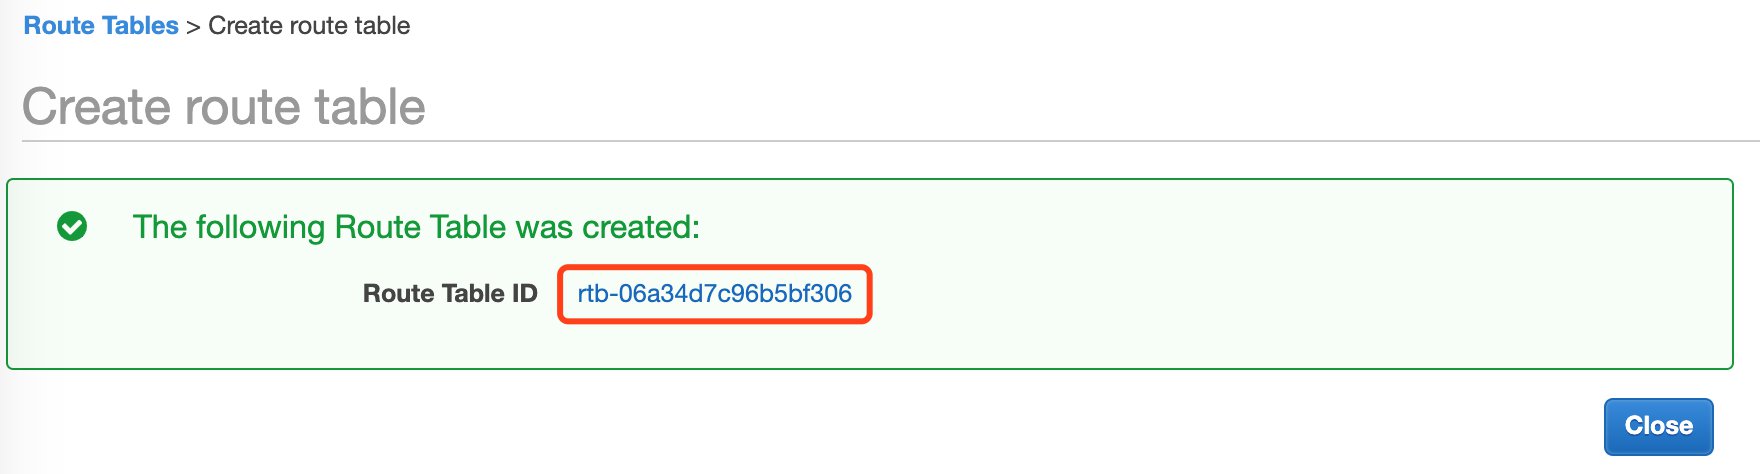 Route Tables > Create route table
Create route table
The following Route Table was created:
Route Table ID rtb-06a34d7c96b5bf306
Close